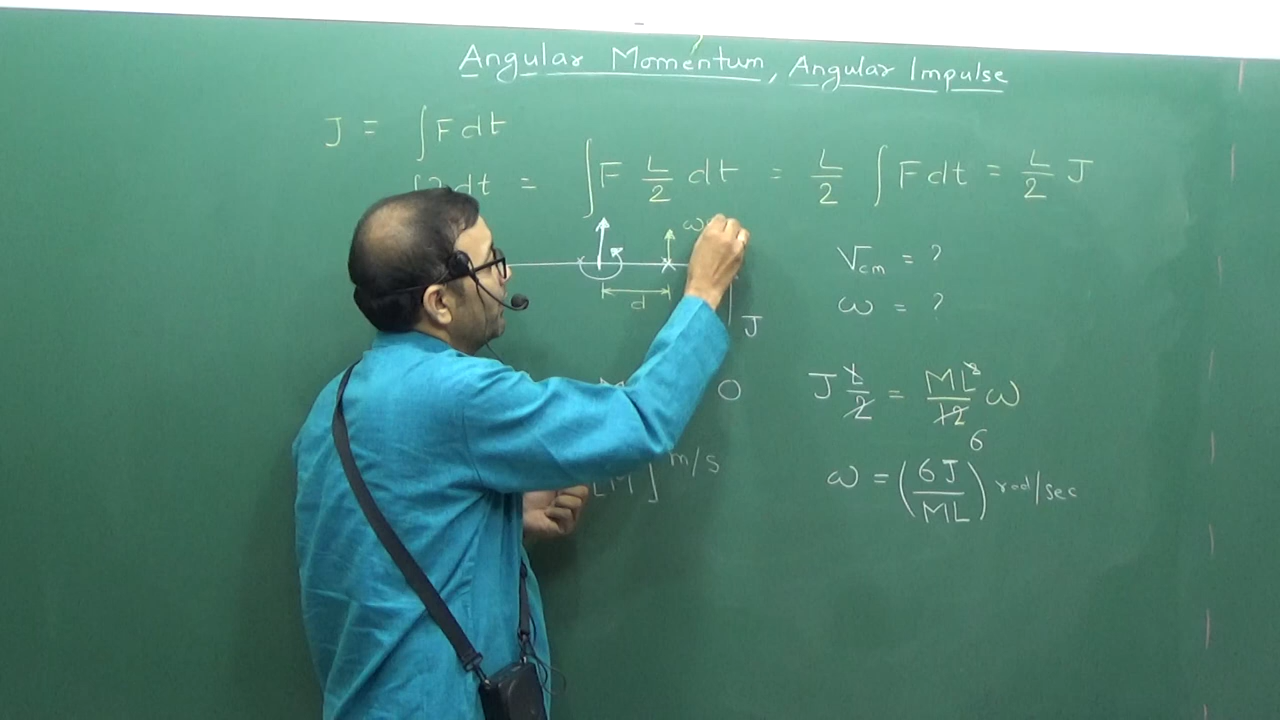 Angular Momentum, Angular Impulse
J = ∫F dt
dt = ∫F L/2 dt = L/2 ∫F dt = L/2 J
ω
d
J
Vcm = ?
ω = ?
0
J L/2 = ML²/12 ω
6
M] m/s
ω = (6J/ML) rad/sec